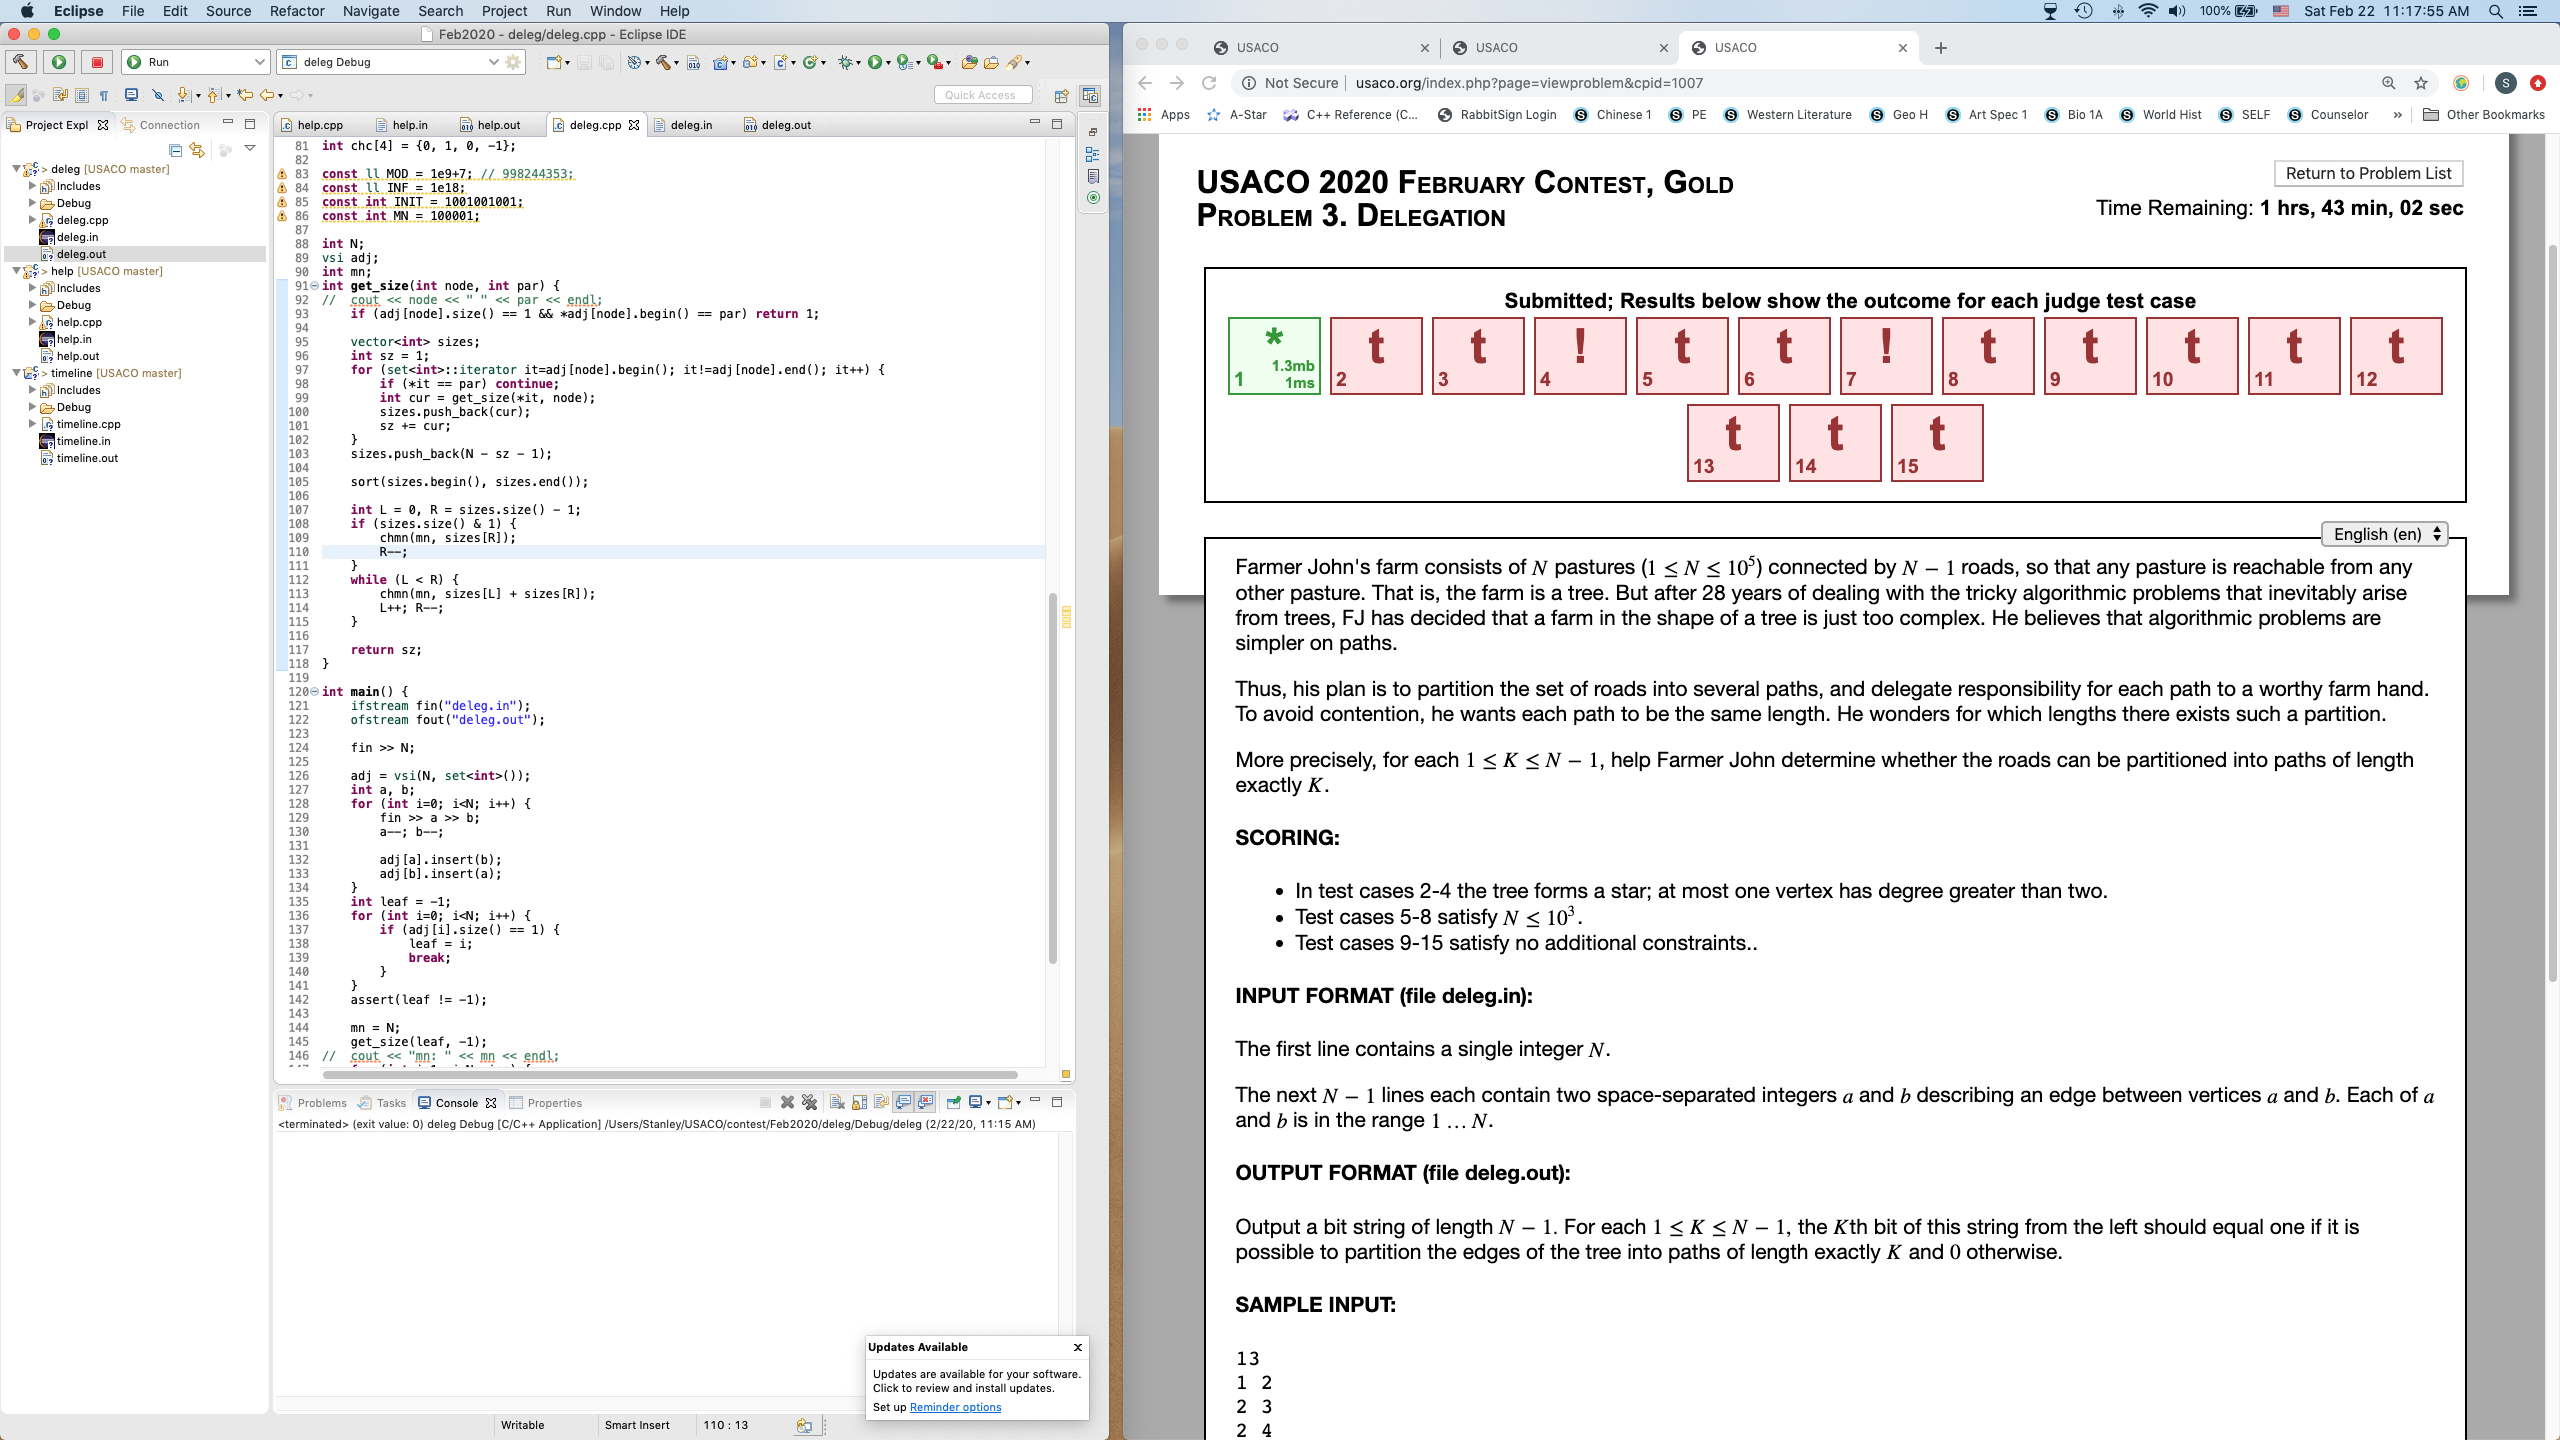 Eclipse File Edit Source Refactor Navigate Search Project Run Window Help
100% Sat Feb 22 11:17:55 AM
Feb2020 - deleg/deleg.cpp - Eclipse IDE
Run
deleg Debug
Quick Access
Project Expl
Connection
> deleg [USACO master]
Includes
Debug
deleg.cpp
deleg.in
deleg.out
> help [USACO master]
Includes
Debug
help.cpp
help.in
help.out
> timeline [USACO master]
Includes
Debug
timeline.cpp
timeline.in
timeline.out
help.cpp help.in help.out deleg.cpp deleg.in deleg.out
81 int chc[4] = {0, 1, 0, -1};
82
83 const ll MOD = 1e9+7; // 998244353;
84 const ll INF = 1e18;
85 const int INIT = 1001001001;
86 const int MN = 100001;
87
88 int N;
89 vsi adj;
90 int mn;
91 int get_size(int node, int par) {
92 // cout << node << " " << par << endl;
93 if (adj[node].size() == 1 && *adj[node].begin() == par) return 1;
94
95 vector<int> sizes;
96 int sz = 1;
97 for (set<int>::iterator it=adj[node].begin(); it!=adj[node].end(); it++) {
98 if (*it == par) continue;
99 int cur = get_size(*it, node);
100 sizes.push_back(cur);
101 sz += cur;
102 }
103 sizes.push_back(N - sz - 1);
104
105 sort(sizes.begin(), sizes.end());
106
107 int L = 0, R = sizes.size() - 1;
108 if (sizes.size() & 1) {
109 chmn(mn, sizes[R]);
110 R--;
111 }
112 while (L < R) {
113 chmn(mn, sizes[L] + sizes[R]);
114 L++; R--;
115 }
116
117 return sz;
118 }
119
120 int main() {
121 ifstream fin("deleg.in");
122 ofstream fout("deleg.out");
123
124 fin >> N;
125
126 adj = vsi(N, set<int>());
127 int a, b;
128 for (int i=0; i<N; i++) {
129 fin >> a >> b;
130 a--; b--;
131
132 adj[a].insert(b);
133 adj[b].insert(a);
134 }
135 int leaf = -1;
136 for (int i=0; i<N; i++) {
137 if (adj[i].size() == 1) {
138 leaf = i;
139 break;
140 }
141 }
142 assert(leaf != -1);
143
144 mn = N;
145 get_size(leaf, -1);
146 // cout << "mn: " << mn << endl;
Problems Tasks Console Properties
<terminated> (exit value: 0) deleg Debug [C/C++ Application] /Users/Stanley/USACO/contest/Feb2020/deleg/Debug/deleg (2/22/20, 11:15 AM)
Updates Available x
Updates are available for your software.
Click to review and install updates.
Set up Reminder options
Writable Smart Insert 110 : 13
USACO USACO USACO
Not Secure | usaco.org/index.php?page=viewproblem&cpid=1007
S
Apps A-Star C++ Reference (C... RabbitSign Login Chinese 1 PE Western Literature Geo H Art Spec 1 Bio 1A World Hist SELF Counselor » Other Bookmarks
Return to Problem List
USACO 2020 February Contest, Gold
Problem 3. Delegation
Time Remaining: 1 hrs, 43 min, 02 sec
Submitted; Results below show the outcome for each judge test case
* t t ! t t ! t t t t t
1.3mb
1ms
1 2 3 4 5 6 7 8 9 10 11 12
t t t
13 14 15
English (en)
Farmer John's farm consists of N pastures (1 ≤ N ≤ 10⁵) connected by N − 1 roads, so that any pasture is reachable from any
other pasture. That is, the farm is a tree. But after 28 years of dealing with the tricky algorithmic problems that inevitably arise
from trees, FJ has decided that a farm in the shape of a tree is just too complex. He believes that algorithmic problems are
simpler on paths.
Thus, his plan is to partition the set of roads into several paths, and delegate responsibility for each path to a worthy farm hand.
To avoid contention, he wants each path to be the same length. He wonders for which lengths there exists such a partition.
More precisely, for each 1 ≤ K ≤ N − 1, help Farmer John determine whether the roads can be partitioned into paths of length
exactly K.
SCORING:
• In test cases 2-4 the tree forms a star; at most one vertex has degree greater than two.
• Test cases 5-8 satisfy N ≤ 10³.
• Test cases 9-15 satisfy no additional constraints..
INPUT FORMAT (file deleg.in):
The first line contains a single integer N.
The next N − 1 lines each contain two space-separated integers a and b describing an edge between vertices a and b. Each of a
and b is in the range 1 … N.
OUTPUT FORMAT (file deleg.out):
Output a bit string of length N − 1. For each 1 ≤ K ≤ N − 1, the Kth bit of this string from the left should equal one if it is
possible to partition the edges of the tree into paths of length exactly K and 0 otherwise.
SAMPLE INPUT:
13
1 2
2 3
2 4